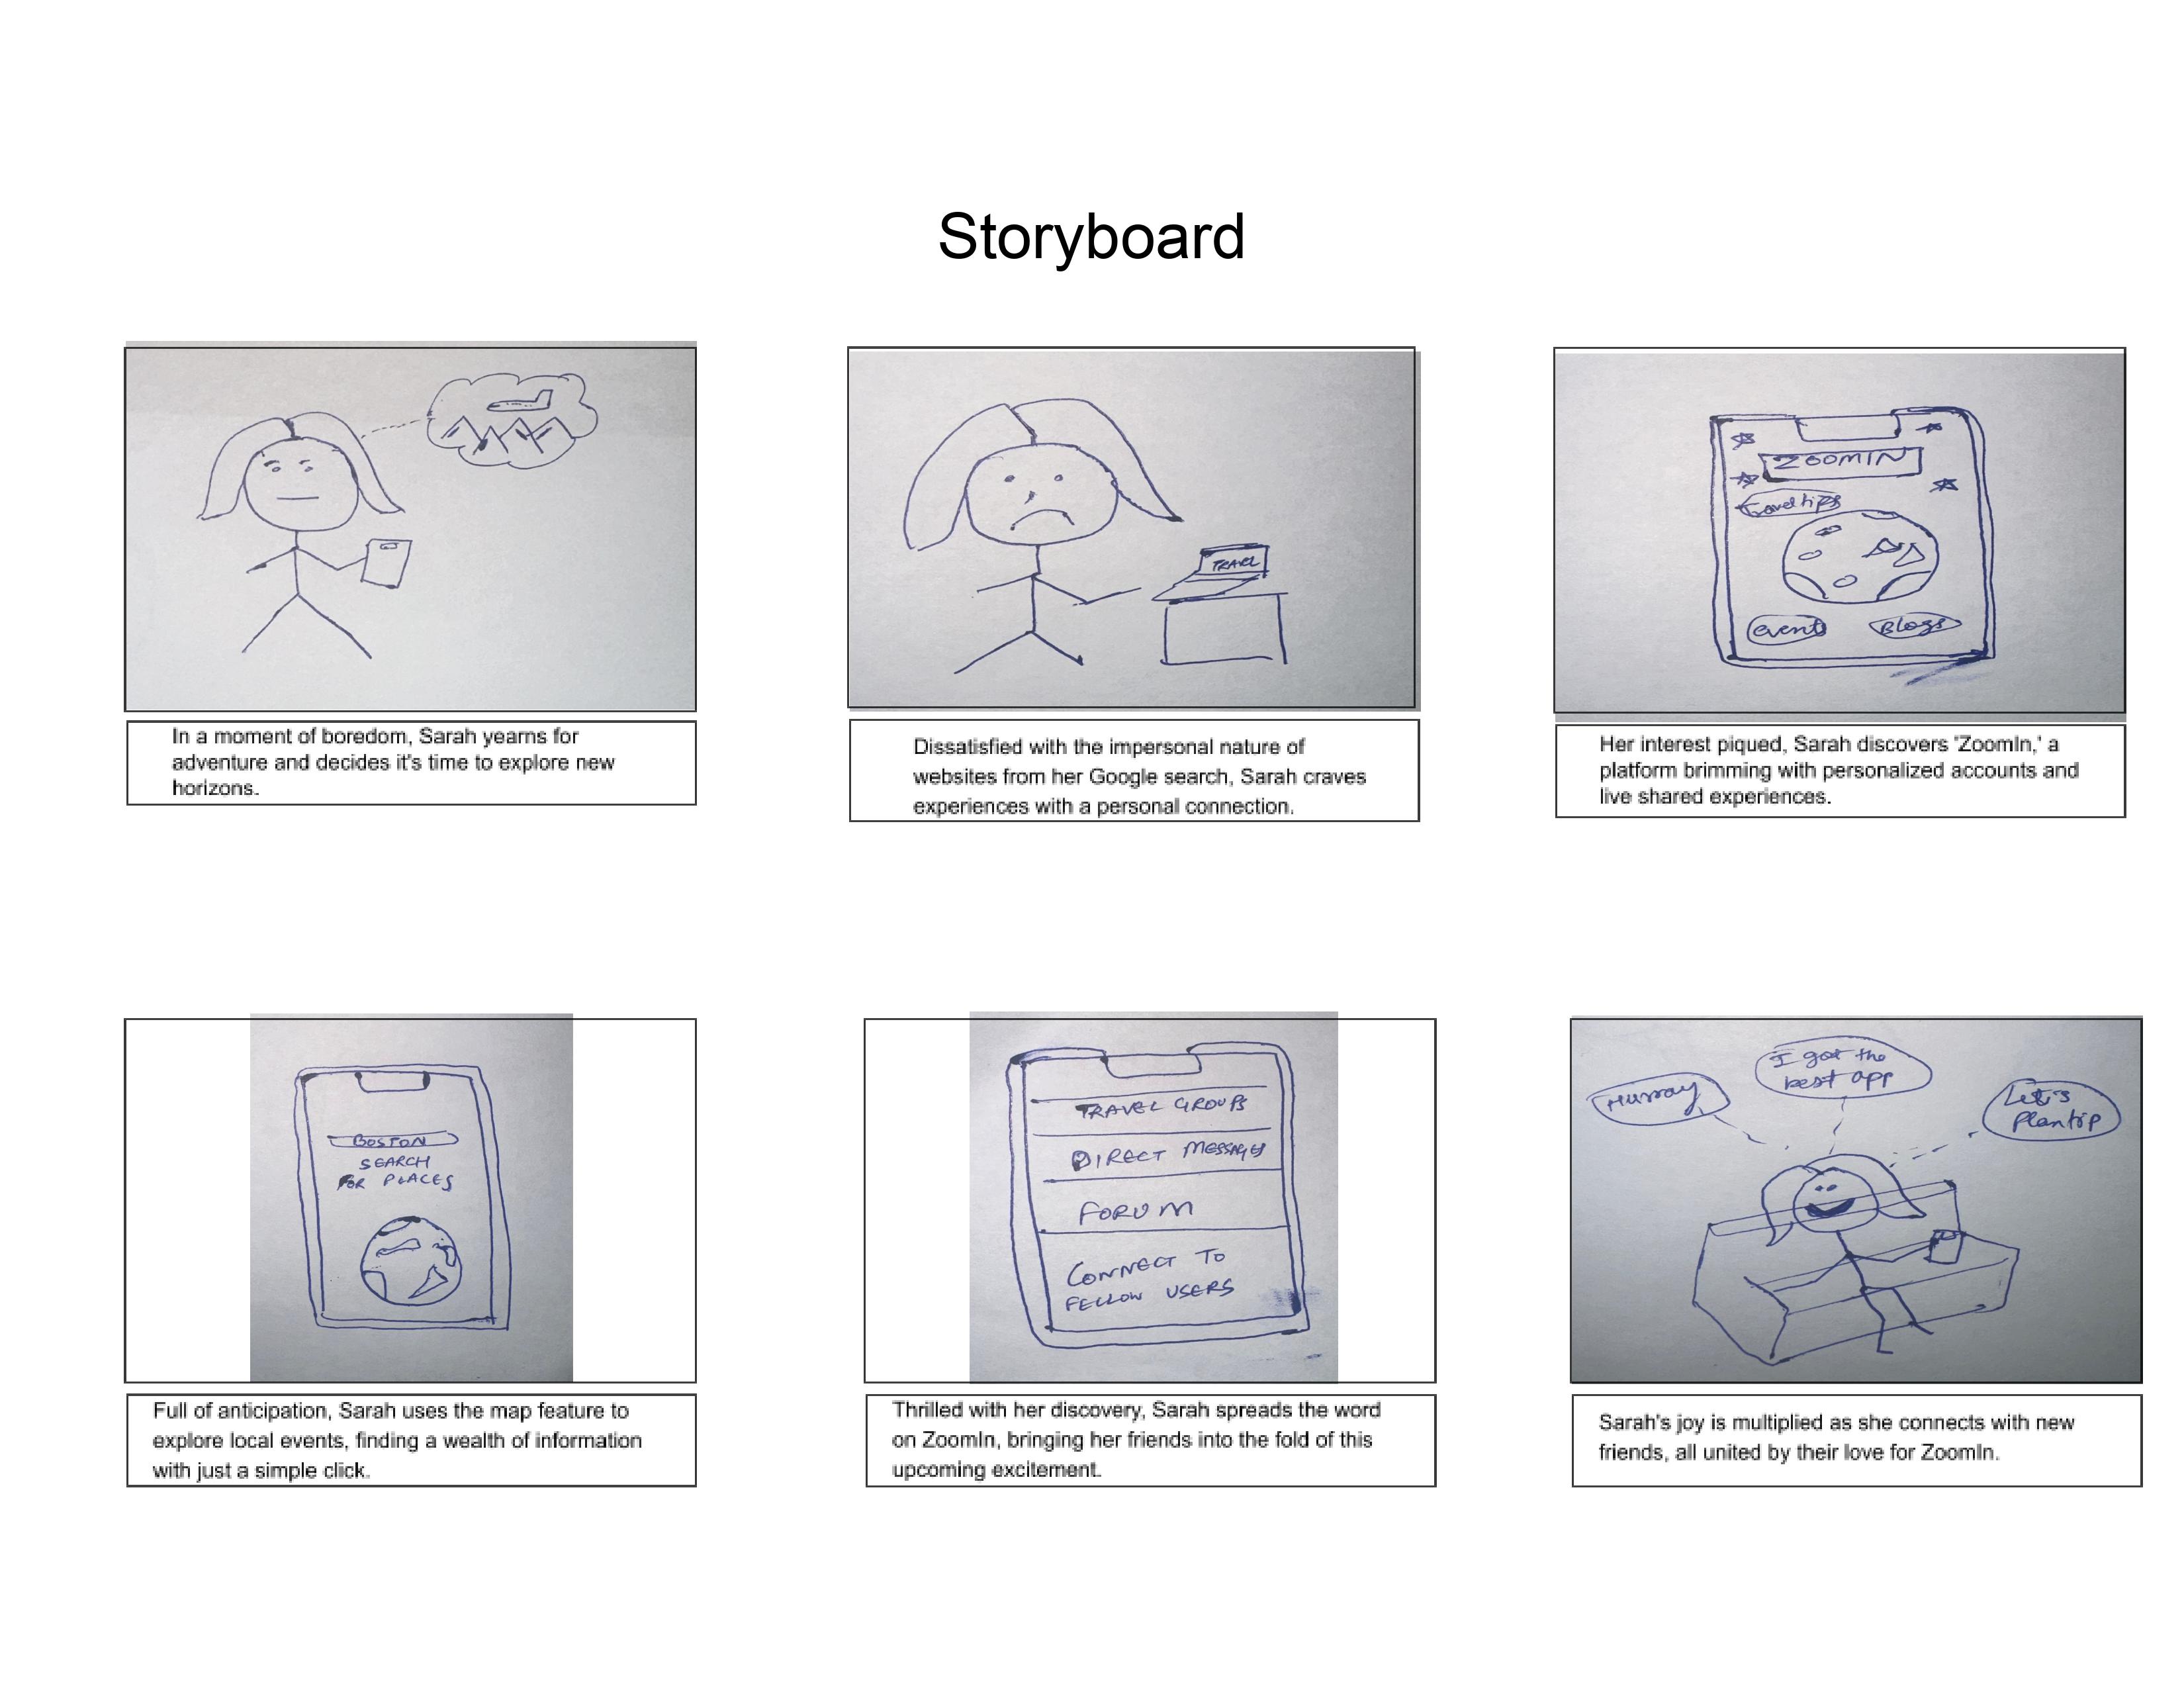 Storyboard
In a moment of boredom, Sarah yearns for
adventure and decides it's time to explore new
horizons.
TRAVEL
Dissatisfied with the impersonal nature of
websites from her Google search, Sarah craves
experiences with a personal connection.
ZOOMIN
Travel tips
event
Blogs
Her interest piqued, Sarah discovers 'ZoomIn,' a
platform brimming with personalized accounts and
live shared experiences.
BOSTON
SEARCH
FOR PLACES
Full of anticipation, Sarah uses the map feature to
explore local events, finding a wealth of information
with just a simple click.
TRAVEL GROUPS
DIRECT MESSAGES
FORUM
CONNECT TO
FELLOW USERS
Thrilled with her discovery, Sarah spreads the word
on ZoomIn, bringing her friends into the fold of this
upcoming excitement.
Hurray
I got the
best app
Let's
Plan trip
Sarah's joy is multiplied as she connects with new
friends, all united by their love for ZoomIn.